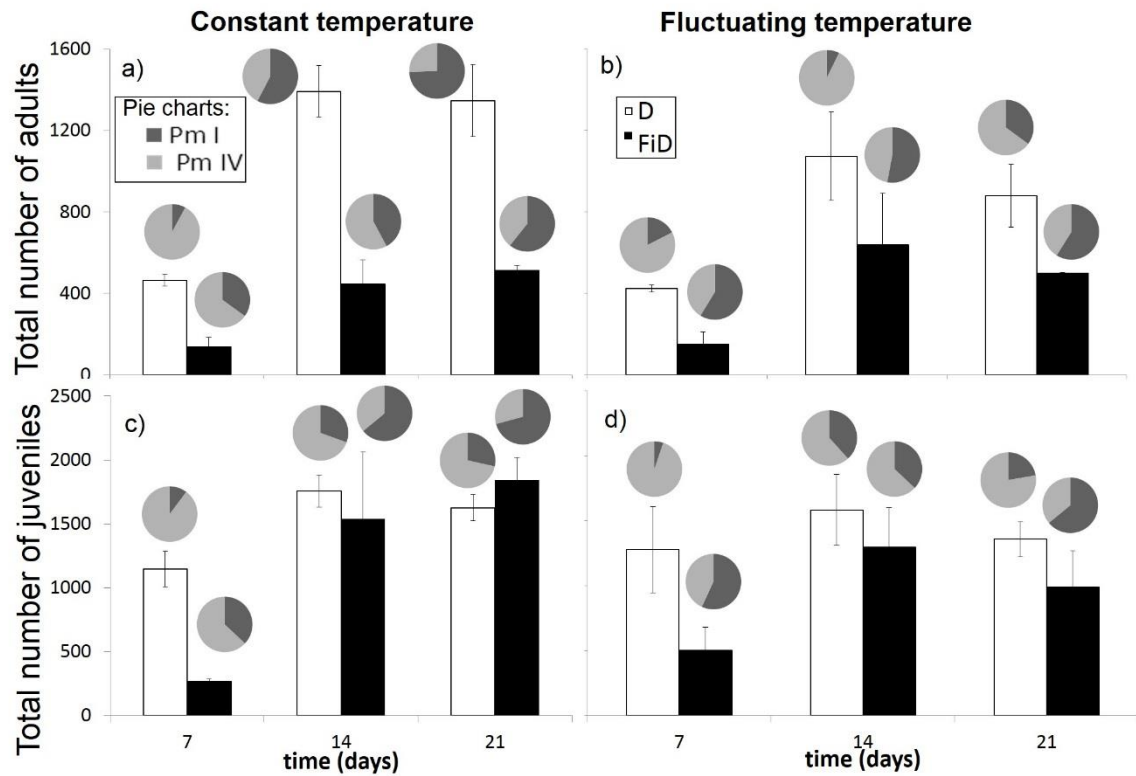 Constant temperature
Fluctuating temperature
Total number of adults
1600
1200
800
400
0
a)
Pie charts:
Pm I
Pm IV
b)
D
FiD
Total number of juveniles
2500
2000
1500
1000
500
0
c)
d)
7
14
21
time (days)
7
14
21
time (days)